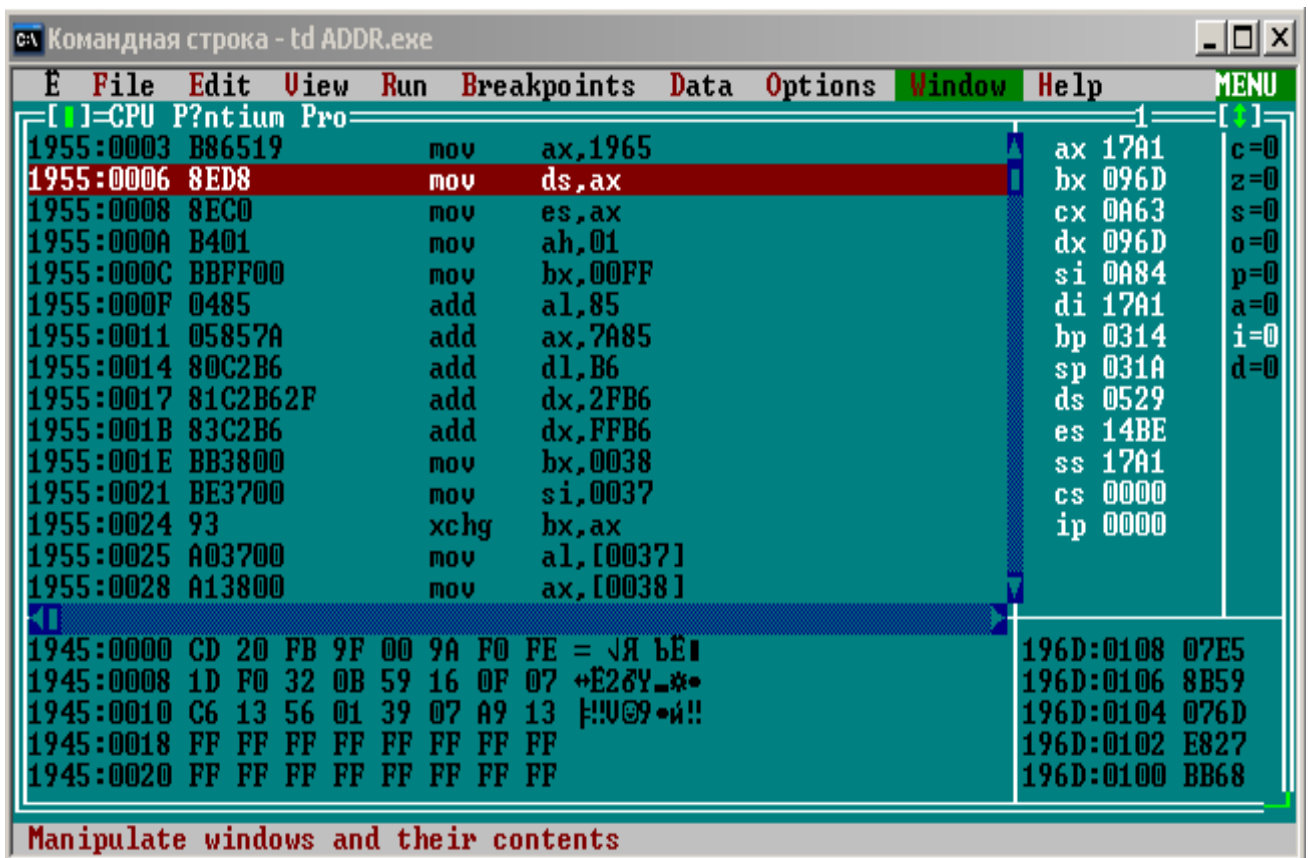 Командная строка - td ADDR.exe
Ё File Edit View Run Breakpoints Data Options Window Help MENU
[ ]=CPU P?ntium Pro 1 [↕]
1955:0003 B86519 mov ax,1965 ax 17A1 c=0
1955:0006 8ED8 mov ds,ax bx 096D z=0
1955:0008 8EC0 mov es,ax cx 0A63 s=0
1955:000A B401 mov ah,01 dx 096D o=0
1955:000C BBFF00 mov bx,00FF si 0A84 p=0
1955:000F 0485 add al,85 di 17A1 a=0
1955:0011 05857A add ax,7A85 bp 0314 i=0
1955:0014 80C2B6 add dl,B6 sp 031A d=0
1955:0017 81C2B62F add dx,2FB6 ds 0529
1955:001B 83C2B6 add dx,FFB6 es 14BE
1955:001E BB3800 mov bx,0038 ss 17A1
1955:0021 BE3700 mov si,0037 cs 0000
1955:0024 93 xchg bx,ax ip 0000
1955:0025 A03700 mov al,[0037]
1955:0028 A13800 mov ax,[0038]
1945:0000 CD 20 FB 9F 00 9A F0 FE = √Я ЪЁ■ 196D:0108 07E5
1945:0008 1D F0 32 0B 59 16 0F 07 ↔Ё2♂Y▬☼• 196D:0106 8B59
1945:0010 C6 13 56 01 39 07 A9 13 ╞‼V☺9•й‼ 196D:0104 076D
1945:0018 FF FF FF FF FF FF FF FF 196D:0102 E827
1945:0020 FF FF FF FF FF FF FF FF 196D:0100 BB68
Manipulate windows and their contents